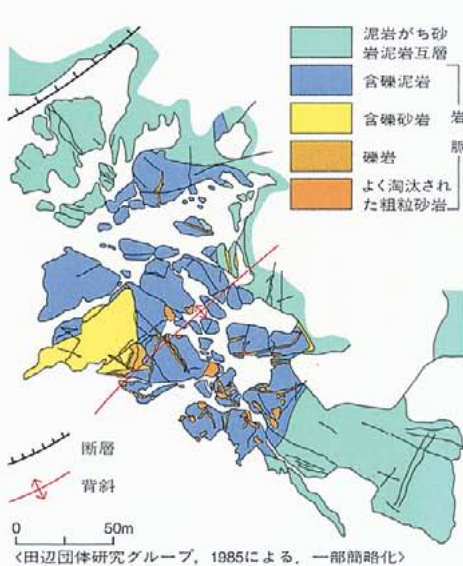 泥岩がち砂
岩泥岩互層
含礫泥岩
含礫砂岩
礫岩
よく淘汰され
た粗粒砂岩
岩脈
断層
背斜
0 50m
<田辺団体研究グループ, 1985による, 一部簡略化>